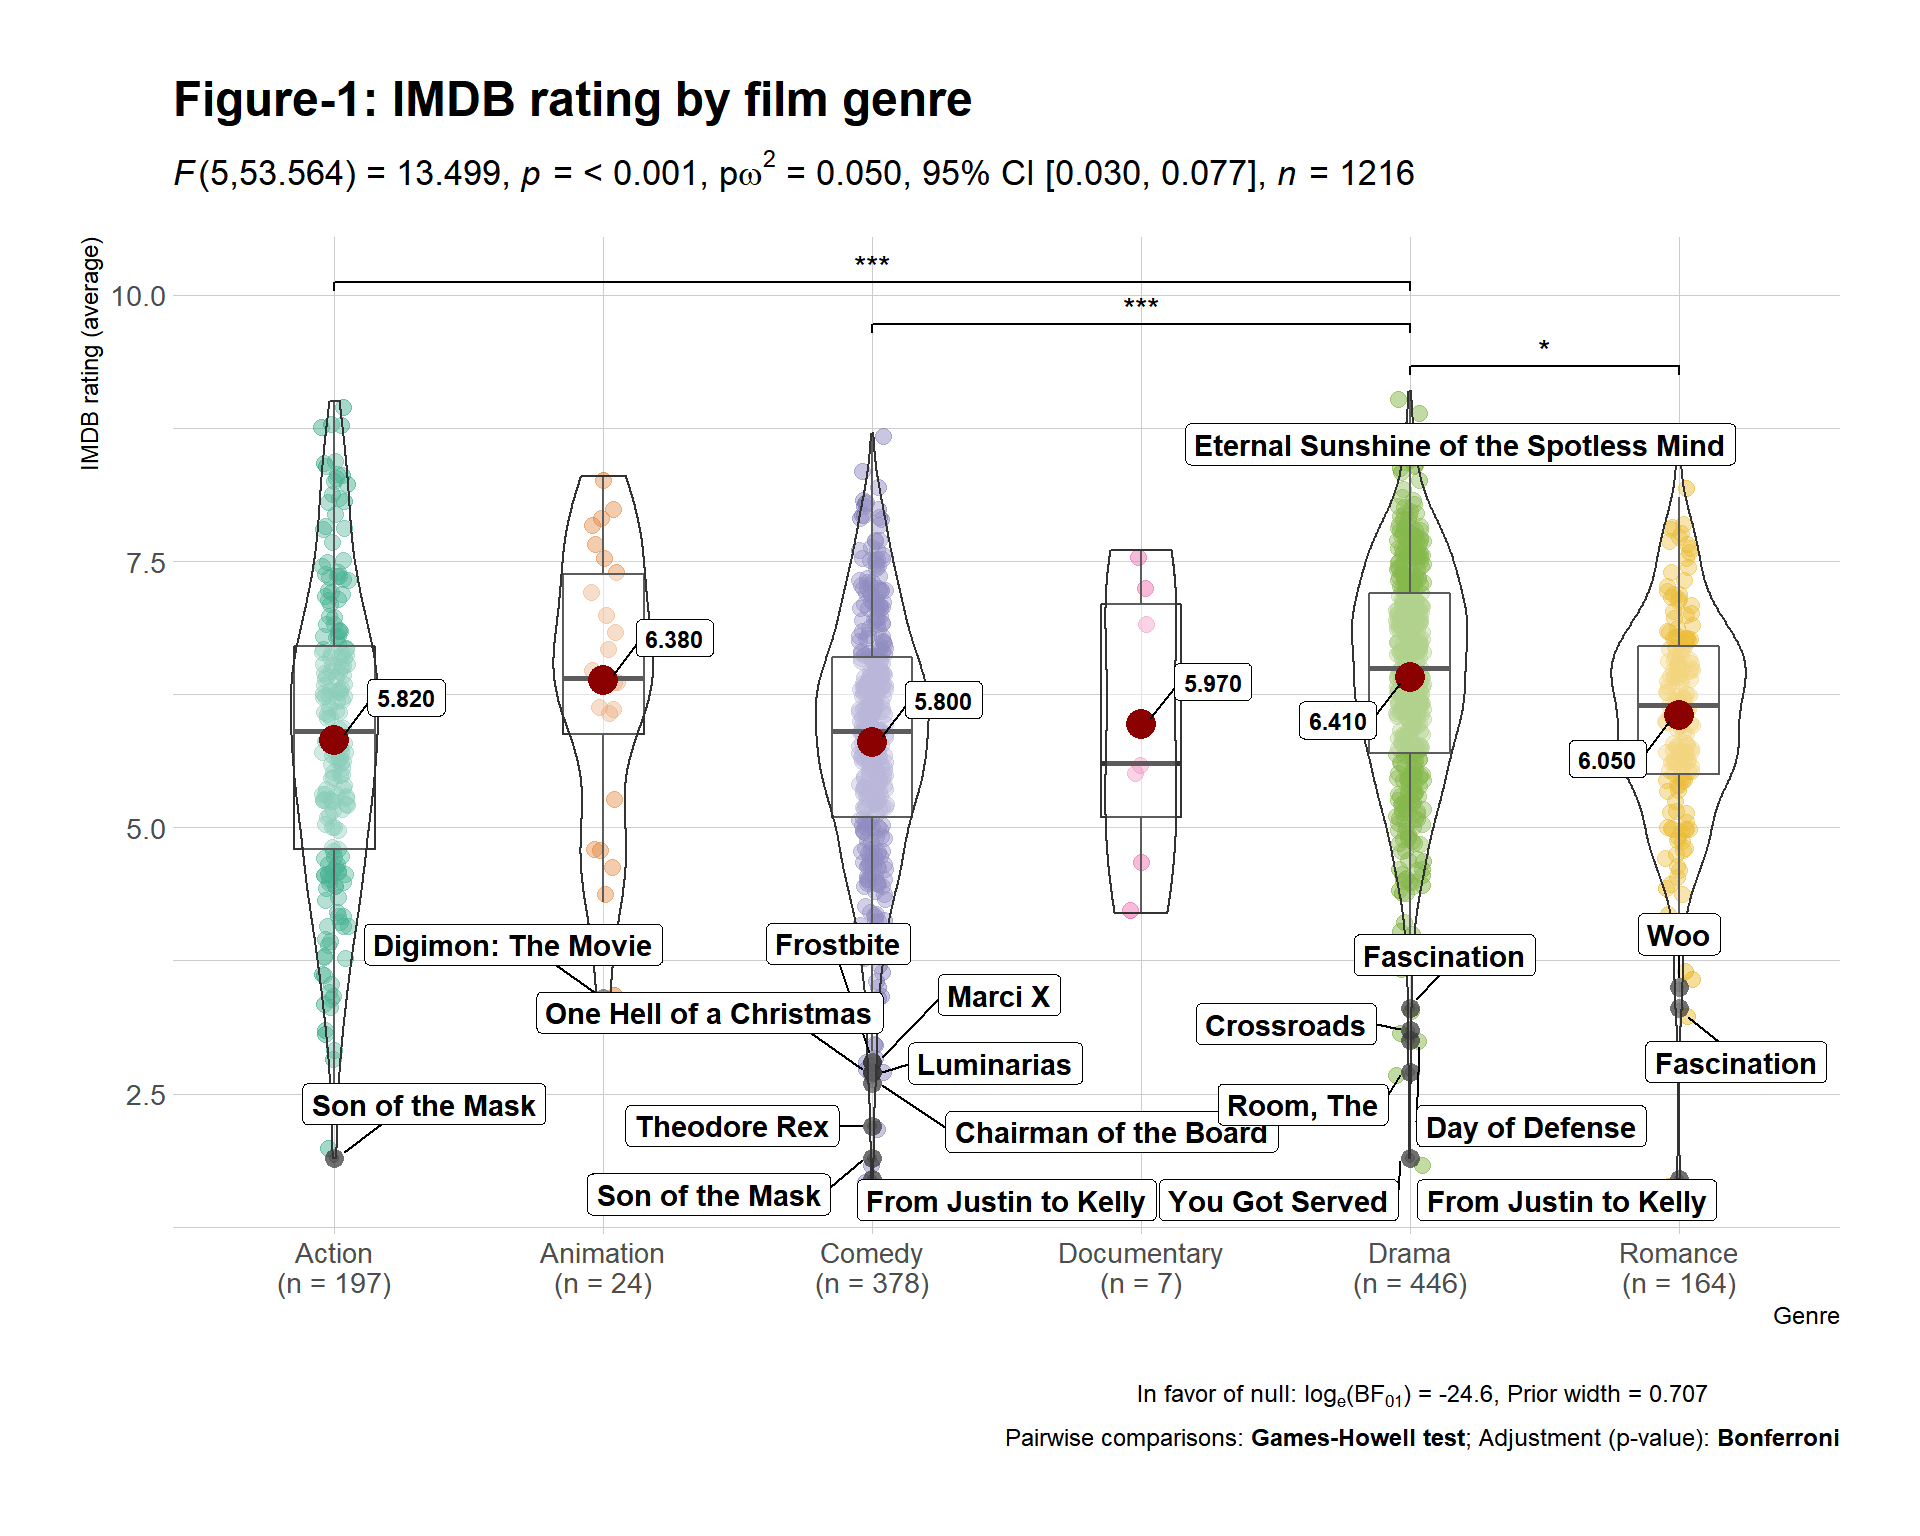 Figure-1: IMDB rating by film genre
F(5,53.564) = 13.499, p = < 0.001, pω² = 0.050, 95% CI [0.030, 0.077], n = 1216
IMDB rating (average)
10.0
7.5
5.0
2.5
***
***
*
Eternal Sunshine of the Spotless Mind
6.380
5.820
5.800
5.970
6.410
6.050
Digimon: The Movie
Frostbite
Woo
Fascination
One Hell of a Christmas
Marci X
Crossroads
Luminarias
Fascination
Son of the Mask
Theodore Rex
Chairman of the Board
Room, The
Day of Defense
Son of the Mask
From Justin to Kelly
You Got Served
From Justin to Kelly
Action
(n = 197)
Animation
(n = 24)
Comedy
(n = 378)
Documentary
(n = 7)
Drama
(n = 446)
Romance
(n = 164)
Genre
In favor of null: logₑ(BF₀₁) = -24.6, Prior width = 0.707
Pairwise comparisons: Games-Howell test; Adjustment (p-value): Bonferroni